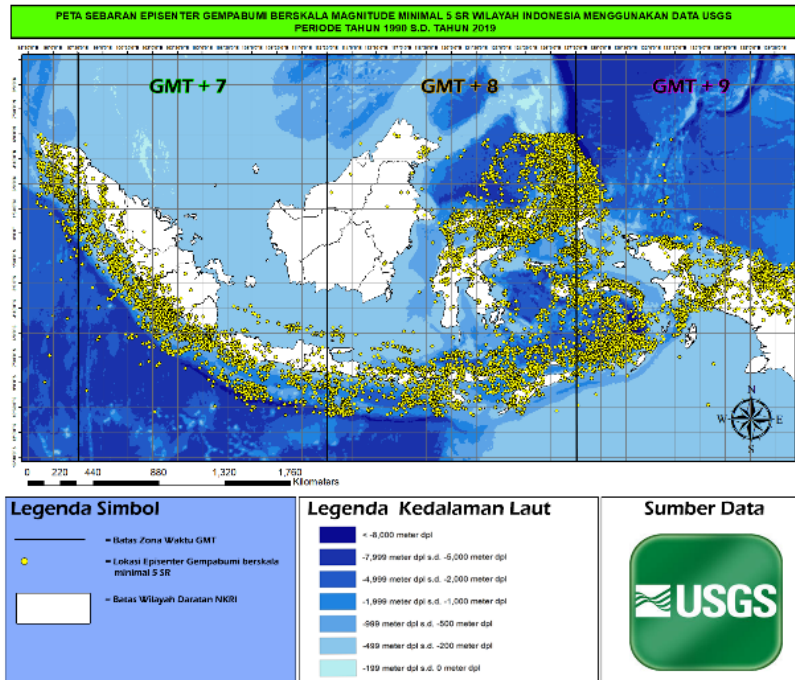 PETA SEBARAN EPISENTER GEMPABUMI BERSKALA MAGNITUDE MINIMAL 5 SR WILAYAH INDONESIA MENGGUNAKAN DATA USGS
PERIODE TAHUN 1990 S.D. TAHUN 2019
GMT + 7
GMT + 8
GMT + 9
N
W
E
S
0 220 440 880 1,320 1,760
Kilometers
Legenda Simbol
= Batas Zona Waktu GMT
= Lokasi Episenter Gempabumi berskala
minimal 5 SR
= Batas Wilayah Daratan NKRI
Legenda Kedalaman Laut
< -8,000 meter dpl
-7,999 meter dpl s.d. -5,000 meter dpl
-4,999 meter dpl s.d. -2,000 meter dpl
-1,999 meter dpl s.d. -1,000 meter dpl
-999 meter dpl s.d. -500 meter dpl
-499 meter dpl s.d. -200 meter dpl
-199 meter dpl s.d. 0 meter dpl
Sumber Data
USGS